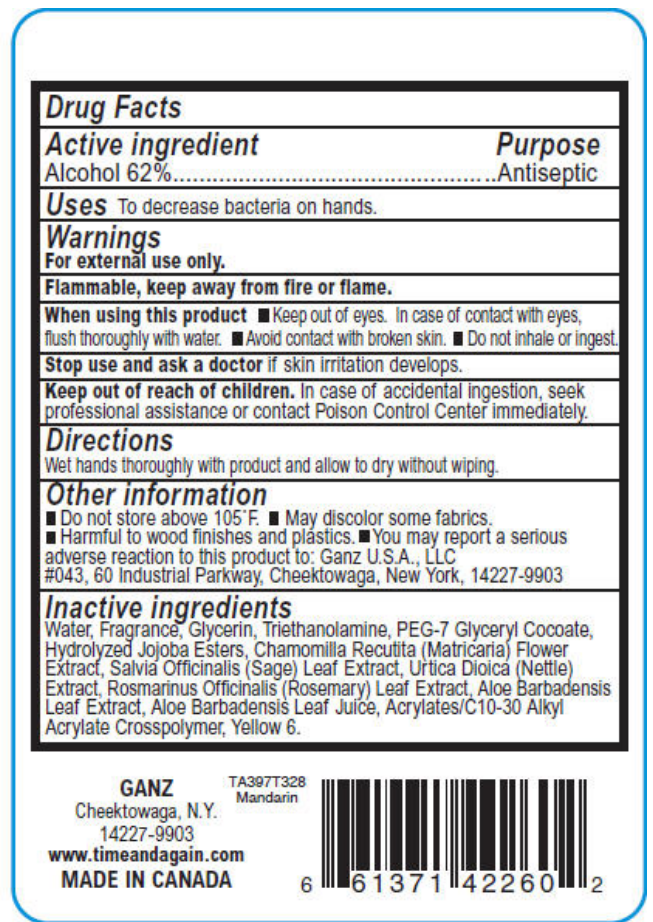 Drug Facts
Active ingredient Purpose
Alcohol 62%.................................................Antiseptic
Uses To decrease bacteria on hands.
Warnings
For external use only.
Flammable, keep away from fire or flame.
When using this product ■ Keep out of eyes. In case of contact with eyes,
flush thoroughly with water. ■ Avoid contact with broken skin. ■ Do not inhale or ingest.
Stop use and ask a doctor if skin irritation develops.
Keep out of reach of children. In case of accidental ingestion, seek
professional assistance or contact Poison Control Center immediately.
Directions
Wet hands thoroughly with product and allow to dry without wiping.
Other information
■ Do not store above 105˚F. ■ May discolor some fabrics.
■ Harmful to wood finishes and plastics. ■ You may report a serious
adverse reaction to this product to: Ganz U.S.A., LLC
#043, 60 Industrial Parkway, Cheektowaga, New York, 14227-9903
Inactive ingredients
Water, Fragrance, Glycerin, Triethanolamine, PEG-7 Glyceryl Cocoate,
Hydrolyzed Jojoba Esters, Chamomilla Recutita (Matricaria) Flower
Extract, Salvia Officinalis (Sage) Leaf Extract, Urtica Dioica (Nettle)
Extract, Rosmarinus Officinalis (Rosemary) Leaf Extract, Aloe Barbadensis
Leaf Extract, Aloe Barbadensis Leaf Juice, Acrylates/C10-30 Alkyl
Acrylate Crosspolymer, Yellow 6.
GANZ
Cheektowaga, N.Y.
14227-9903
www.timeandagain.com
MADE IN CANADA
TA397T328
Mandarin
6 61371 42260 2